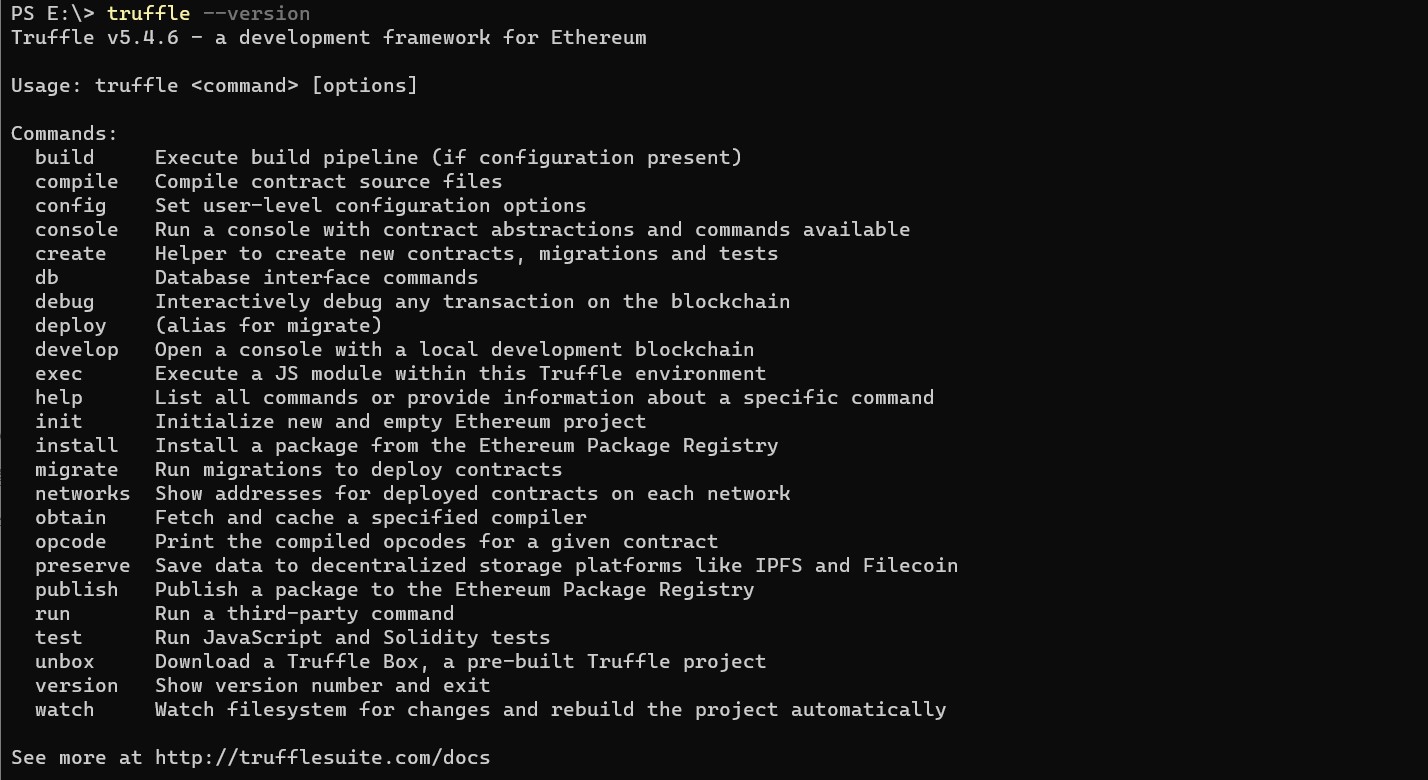 PS E:\> truffle --version
Truffle v5.4.6 - a development framework for Ethereum

Usage: truffle <command> [options]

Commands:
  build     Execute build pipeline (if configuration present)
  compile   Compile contract source files
  config    Set user-level configuration options
  console   Run a console with contract abstractions and commands available
  create    Helper to create new contracts, migrations and tests
  db        Database interface commands
  debug     Interactively debug any transaction on the blockchain
  deploy    (alias for migrate)
  develop   Open a console with a local development blockchain
  exec      Execute a JS module within this Truffle environment
  help      List all commands or provide information about a specific command
  init      Initialize new and empty Ethereum project
  install   Install a package from the Ethereum Package Registry
  migrate   Run migrations to deploy contracts
  networks  Show addresses for deployed contracts on each network
  obtain    Fetch and cache a specified compiler
  opcode    Print the compiled opcodes for a given contract
  preserve  Save data to decentralized storage platforms like IPFS and Filecoin
  publish   Publish a package to the Ethereum Package Registry
  run       Run a third-party command
  test      Run JavaScript and Solidity tests
  unbox     Download a Truffle Box, a pre-built Truffle project
  version   Show version number and exit
  watch     Watch filesystem for changes and rebuild the project automatically

See more at http://trufflesuite.com/docs